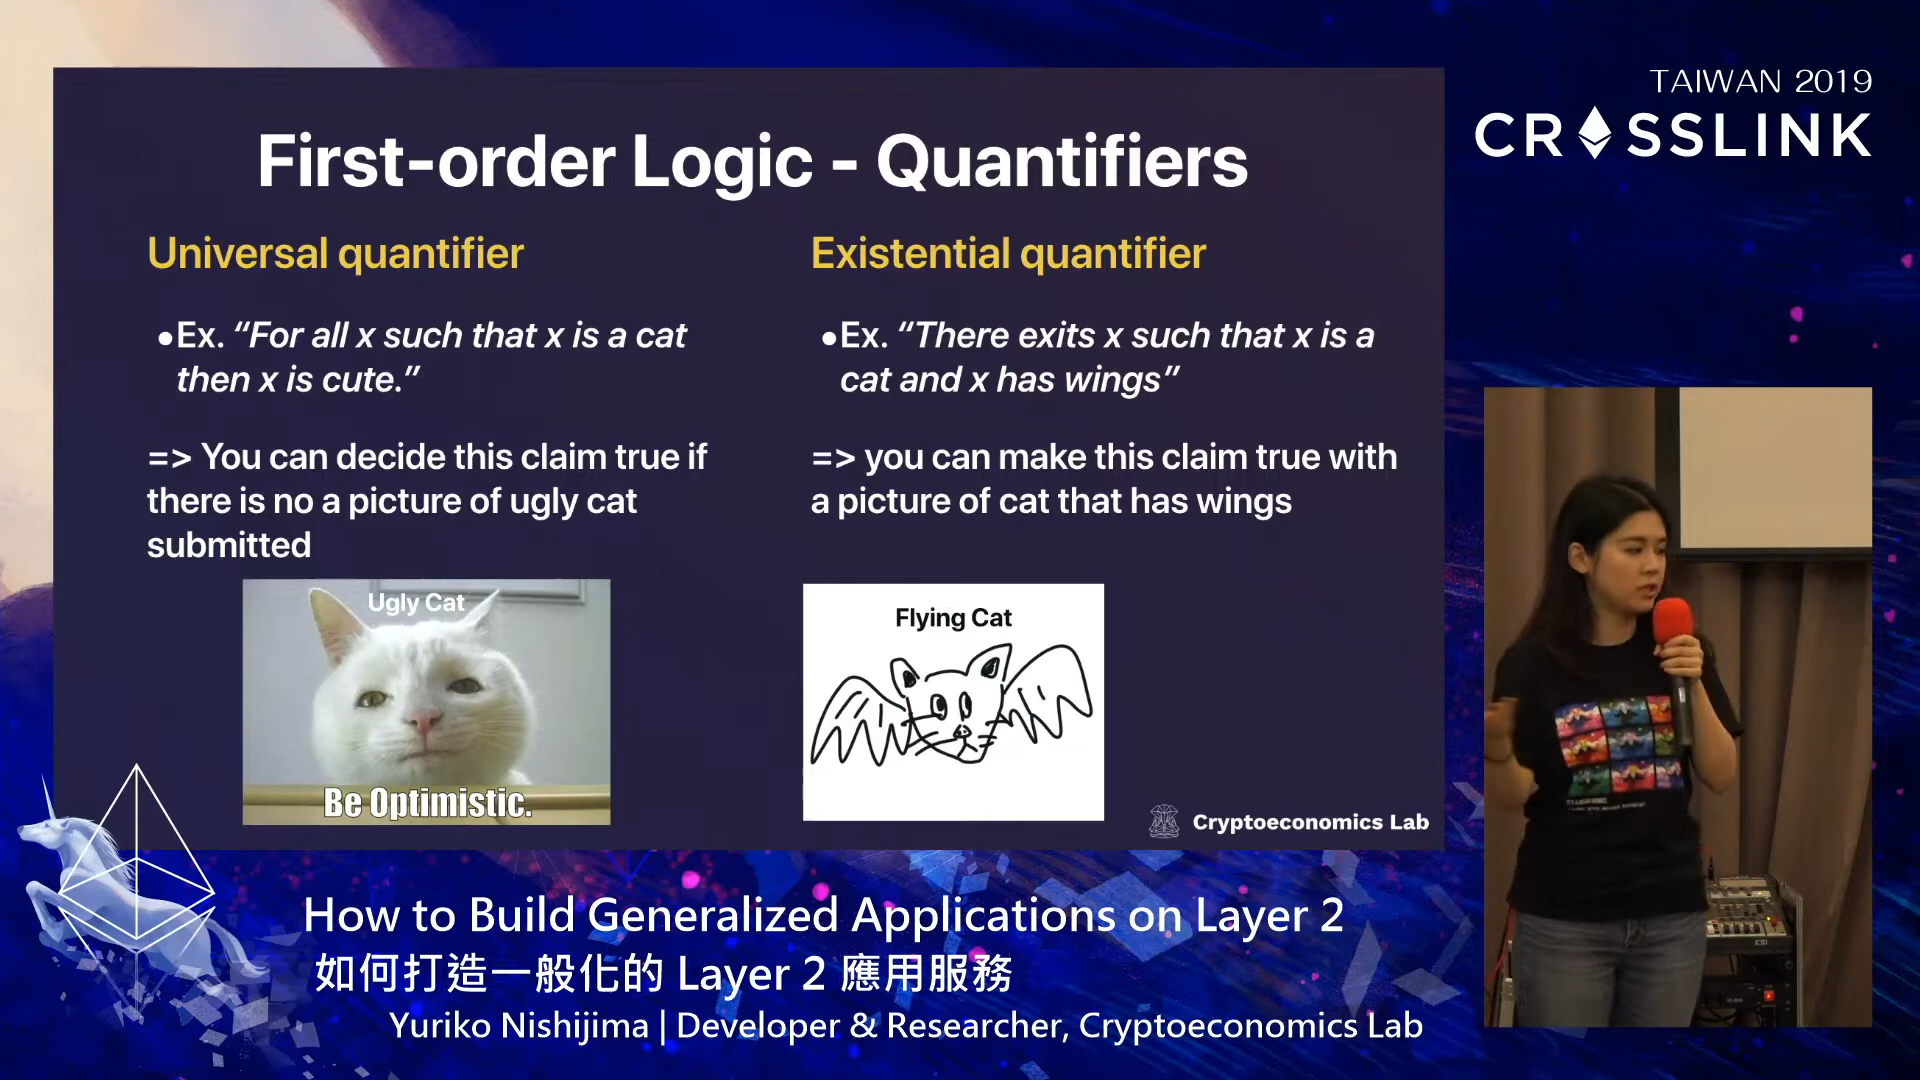 TAIWAN 2019
CROSSLINK
First-order Logic - Quantifiers
Universal quantifier
•Ex. “For all x such that x is a cat
then x is cute.”
=> You can decide this claim true if
there is no a picture of ugly cat
submitted
Ugly Cat
Be Optimistic.
Existential quantifier
•Ex. “There exits x such that x is a
cat and x has wings”
=> you can make this claim true with
a picture of cat that has wings
Flying Cat
Cryptoeconomics Lab
How to Build Generalized Applications on Layer 2
如何打造一般化的 Layer 2 應用服務
Yuriko Nishijima | Developer & Researcher, Cryptoeconomics Lab